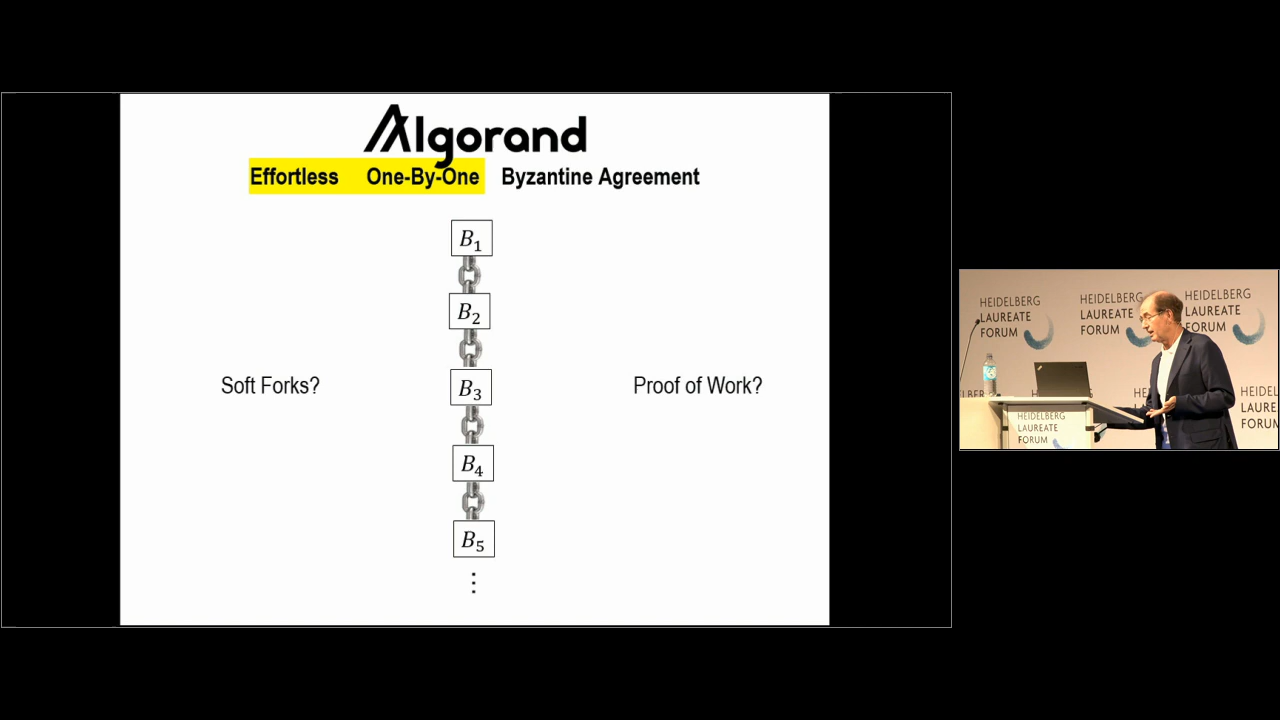 Algorand
Effortless One-By-One Byzantine Agreement
B1
B2
B3
B4
B5
⋮
Soft Forks?
Proof of Work?
HEIDELBERG
LAUREATE
FORUM
HEIDELBERG
LAUREATE
FORUM
HEIDELBERG
LAUREATE
FORUM
HEIDELBERG
LAUREATE
FORUM